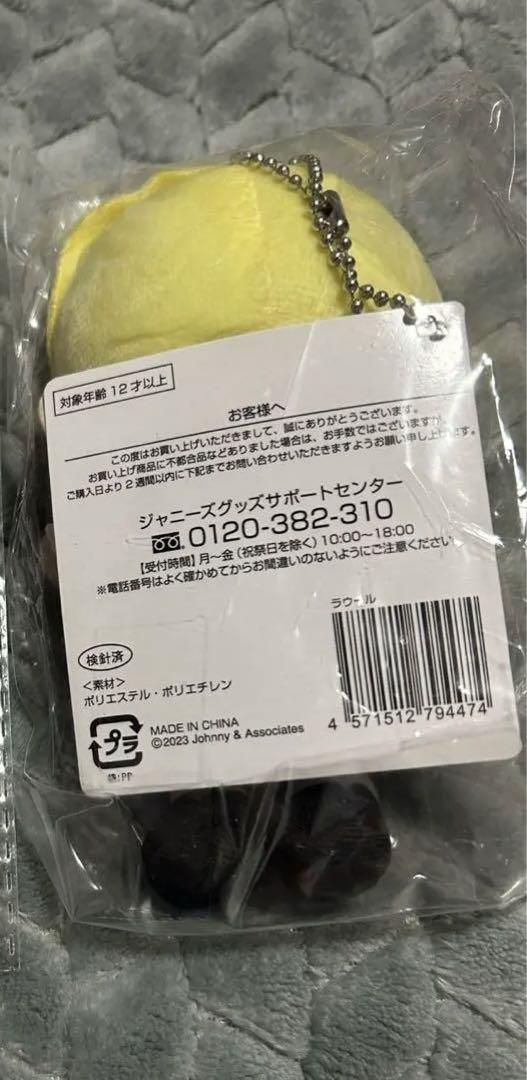 対象年齢 12才以上
お客様へ
この度はお買い上げいただきまして、誠にありがとうございます。
お買い上げ商品に不都合品などありました場合は、お手数ではございますが、
ご購入日より2週間以内に下記までお問い合わせいただきますようお願い申し上げます。
ジャニーズグッズサポートセンター
0120-382-310
【受付時間】月～金(祝祭日を除く)10:00～18:00
※電話番号はよく確かめてからお間違いのないようにご注意ください
ラウール
検針済
<素材>
ポリエステル・ポリエチレン
4 571512 794474
プラ
MADE IN CHINA
©2023 Johnny & Associates
袋:PP